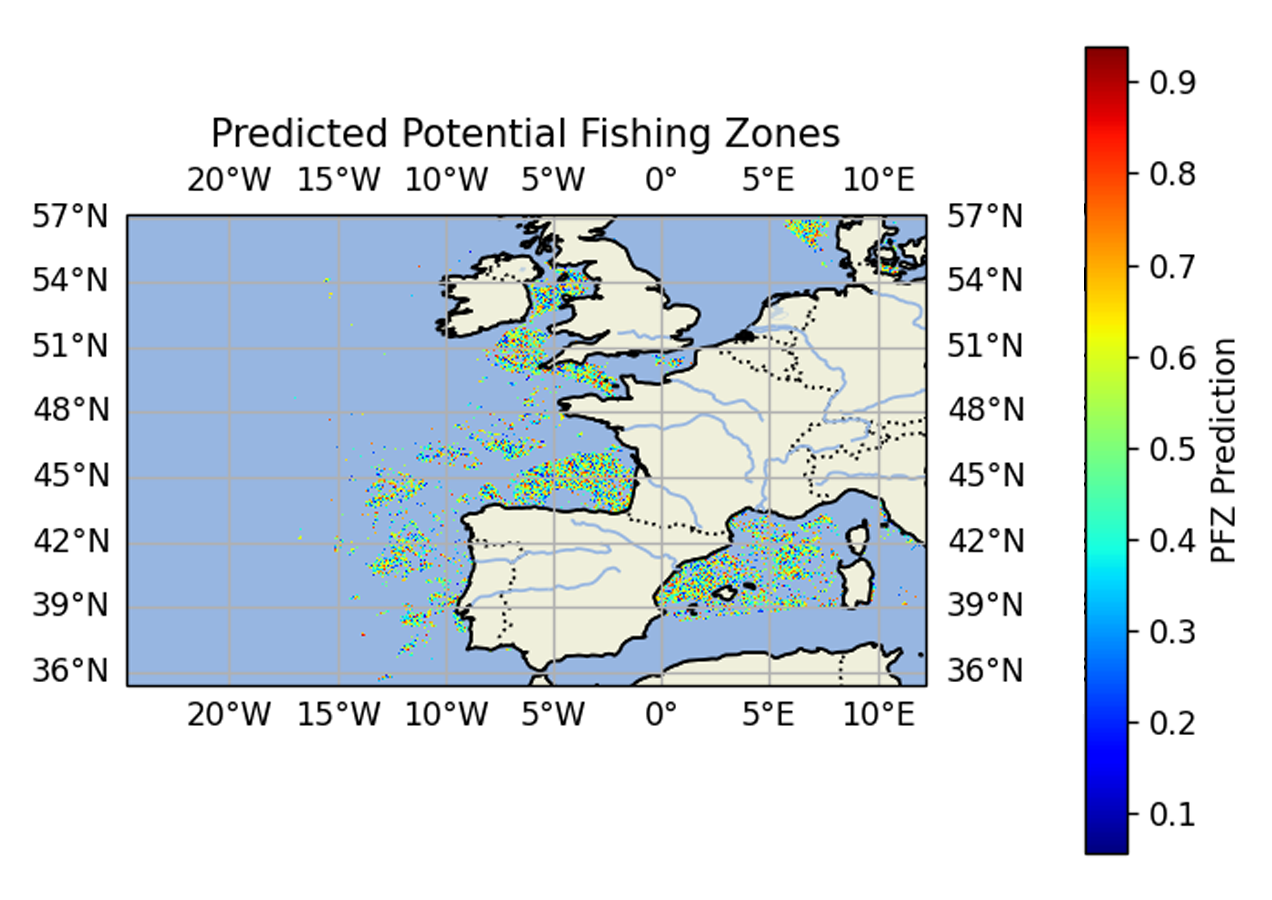 Predicted Potential Fishing Zones
20°W 15°W 10°W 5°W 0° 5°E 10°E
57°N 57°N
54°N 54°N
51°N 51°N
48°N 48°N
45°N 45°N
42°N 42°N
39°N 39°N
36°N 36°N
20°W 15°W 10°W 5°W 0° 5°E 10°E
0.9
0.8
0.7
0.6
0.5
0.4
0.3
0.2
0.1
PFZ Prediction